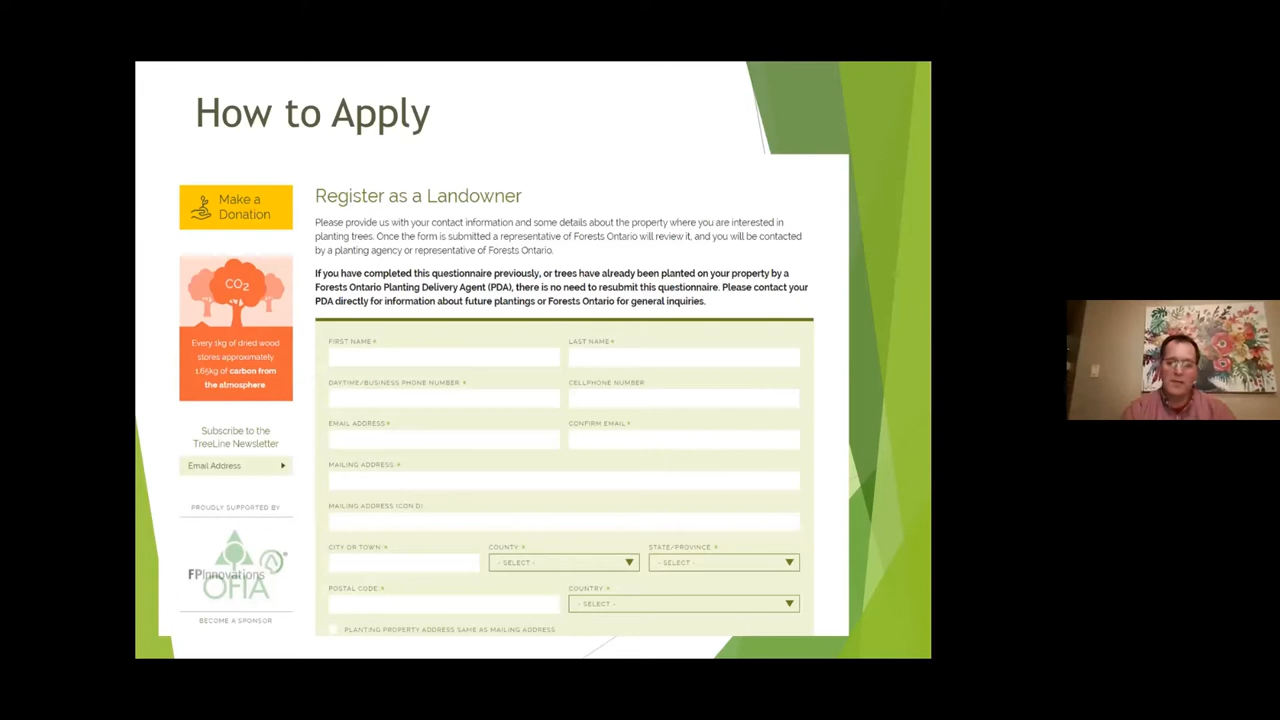 How to Apply
Make a
Donation
CO2
Every 1kg of dried wood
stores approximately
1.65kg of carbon from
the atmosphere
Subscribe to the
TreeLine Newsletter
Email Address
PROUDLY SUPPORTED BY
FPInnovations
OFIA
BECOME A SPONSOR
Register as a Landowner
Please provide us with your contact information and some details about the property where you are interested in
planting trees. Once the form is submitted a representative of Forests Ontario will review it, and you will be contacted
by a planting agency or representative of Forests Ontario.
If you have completed this questionnaire previously, or trees have already been planted on your property by a
Forests Ontario Planting Delivery Agent (PDA), there is no need to resubmit this questionnaire. Please contact your
PDA directly for information about future plantings or Forests Ontario for general inquiries.
FIRST NAME * LAST NAME *
DAYTIME/BUSINESS PHONE NUMBER * CELLPHONE NUMBER
EMAIL ADDRESS * CONFIRM EMAIL *
MAILING ADDRESS *
MAILING ADDRESS (CON'D)
CITY OR TOWN * COUNTY * STATE/PROVINCE *
- SELECT - - SELECT -
POSTAL CODE * COUNTRY *
- SELECT -
PLANTING PROPERTY ADDRESS SAME AS MAILING ADDRESS